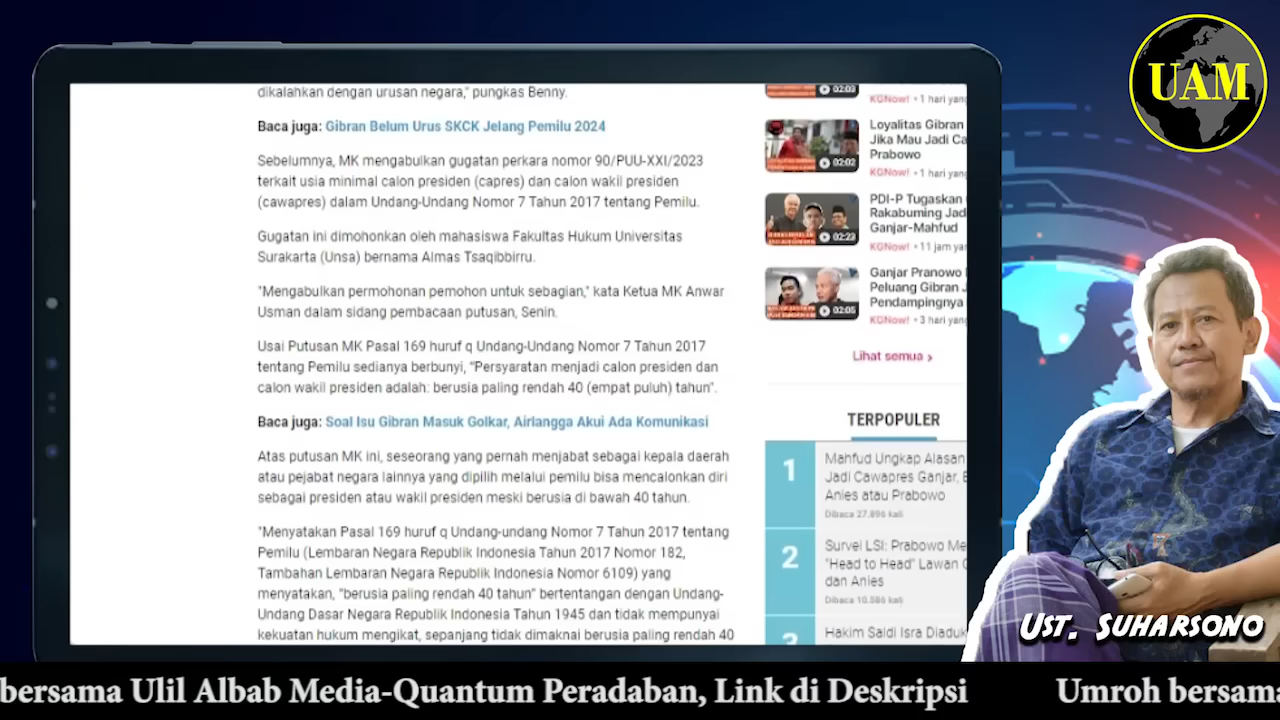 dikalahkan dengan urusan negara," pungkas Benny.
Baca juga: Gibran Belum Urus SKCK Jelang Pemilu 2024
Sebelumnya, MK mengabulkan gugatan perkara nomor 90/PUU-XXI/2023
terkait usia minimal calon presiden (capres) dan calon wakil presiden
(cawapres) dalam Undang-Undang Nomor 7 Tahun 2017 tentang Pemilu.
Gugatan ini dimohonkan oleh mahasiswa Fakultas Hukum Universitas
Surakarta (Unsa) bernama Almas Tsaqibbirru.
"Mengabulkan permohonan pemohon untuk sebagian," kata Ketua MK Anwar
Usman dalam sidang pembacaan putusan, Senin.
Usai Putusan MK Pasal 169 huruf q Undang-Undang Nomor 7 Tahun 2017
tentang Pemilu sedianya berbunyi, "Persyaratan menjadi calon presiden dan
calon wakil presiden adalah: berusia paling rendah 40 (empat puluh) tahun".
Baca juga: Soal Isu Gibran Masuk Golkar, Airlangga Akui Ada Komunikasi
Atas putusan MK ini, seseorang yang pernah menjabat sebagai kepala daerah
atau pejabat negara lainnya yang dipilih melalui pemilu bisa mencalonkan diri
sebagai presiden atau wakil presiden meski berusia di bawah 40 tahun.
"Menyatakan Pasal 169 huruf q Undang-undang Nomor 7 Tahun 2017 tentang
Pemilu (Lembaran Negara Republik Indonesia Tahun 2017 Nomor 182,
Tambahan Lembaran Negara Republik Indonesia Nomor 6109) yang
menyatakan, "berusia paling rendah 40 tahun" bertentangan dengan Undang-
Undang Dasar Negara Republik Indonesia Tahun 1945 dan tidak mempunyai
kekuatan hukum mengikat, sepanjang tidak dimaknai berusia paling rendah 40
02:03
KGNow! • 1 hari yang
02:02
Loyalitas Gibran
Jika Mau Jadi Ca
Prabowo
KGNow! • 1 hari yang
02:23
PDI-P Tugaskan
Rakabuming Jadi
Ganjar-Mahfud
KGNow! • 11 jam yan
02:05
Ganjar Pranowo
Peluang Gibran J
Pendampingnya
KGNow! • 3 hari yang
Lihat semua ›
TERPOPULER
1
Mahfud Ungkap Alasan
Jadi Cawapres Ganjar, B
Anies atau Prabowo
Dibaca 27.896 kali
2
Survei LSI: Prabowo Me
"Head to Head" Lawan G
dan Anies
Dibaca 10.586 kali
3
Hakim Saldi Isra Diaduk
UAM
UST. SUHARSONO
bersama Ulil Albab Media-Quantum Peradaban, Link di Deskripsi
Umroh bersama